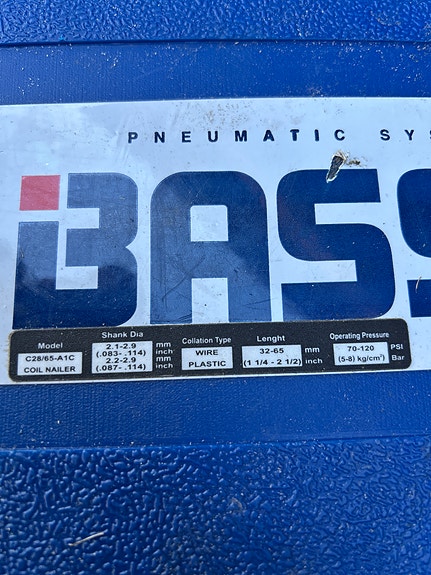 PNEUMATIC SYS
BASS
Model Shank Dia Collation Type Lenght Operating Pressure
C28/65-A1C 2.1-2.9 mm WIRE 32-65 mm 70-120 PSI
(.083- .114) inch
COIL NAILER 2.2-2.9 mm PLASTIC (1 1/4 - 2 1/2) inch (5-8) kg/cm² Bar
(.087- .114) inch